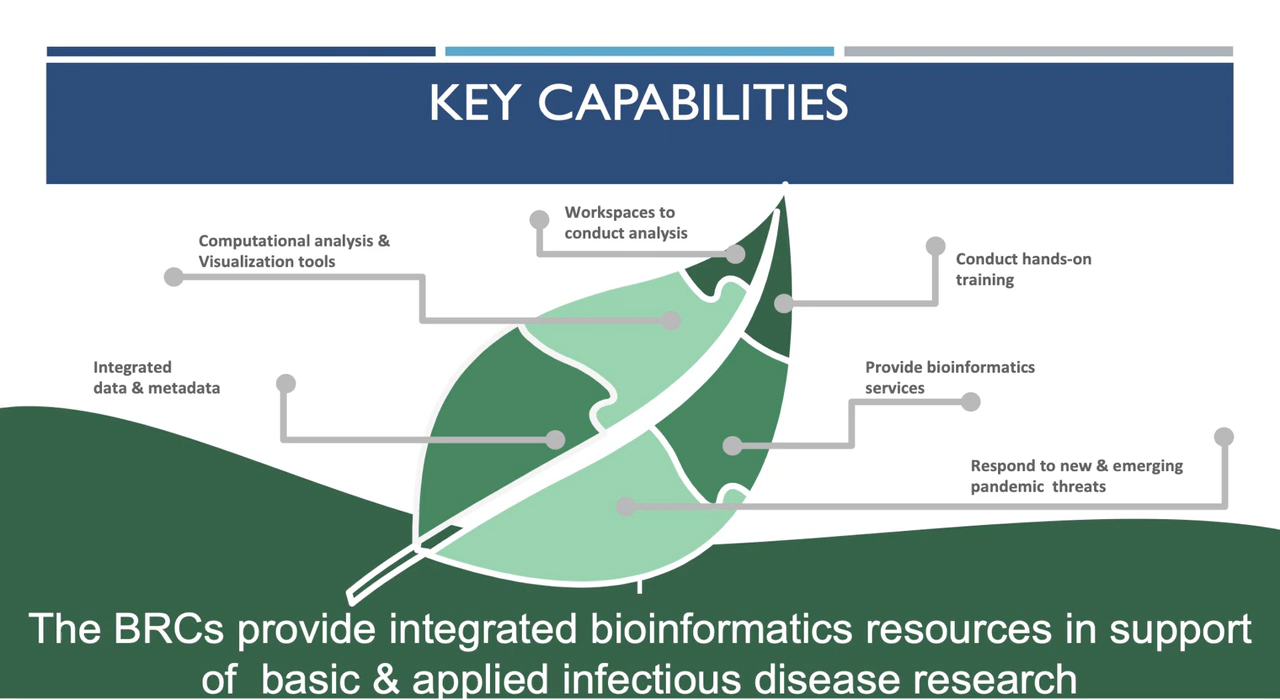 KEY CAPABILITIES
Workspaces to
conduct analysis
Computational analysis &
Visualization tools
Conduct hands-on
training
Integrated
data & metadata
Provide bioinformatics
services
Respond to new & emerging
pandemic  threats
The BRCs provide integrated bioinformatics resources in support
of  basic & applied infectious disease research